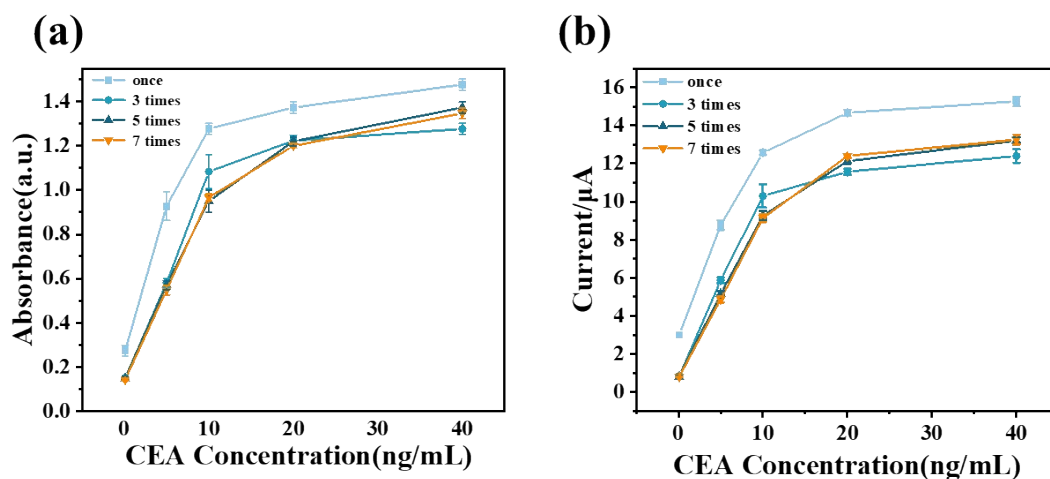 (a)
once
3 times
5 times
7 times
Absorbance(a.u.)
1.4
1.2
1.0
0.8
0.6
0.4
0.2
0.0
0 10 20 30 40
CEA Concentration(ng/mL)
(b)
once
3 times
5 times
7 times
Current/μA
16
14
12
10
8
6
4
2
0
0 10 20 30 40
CEA Concentration(ng/mL)